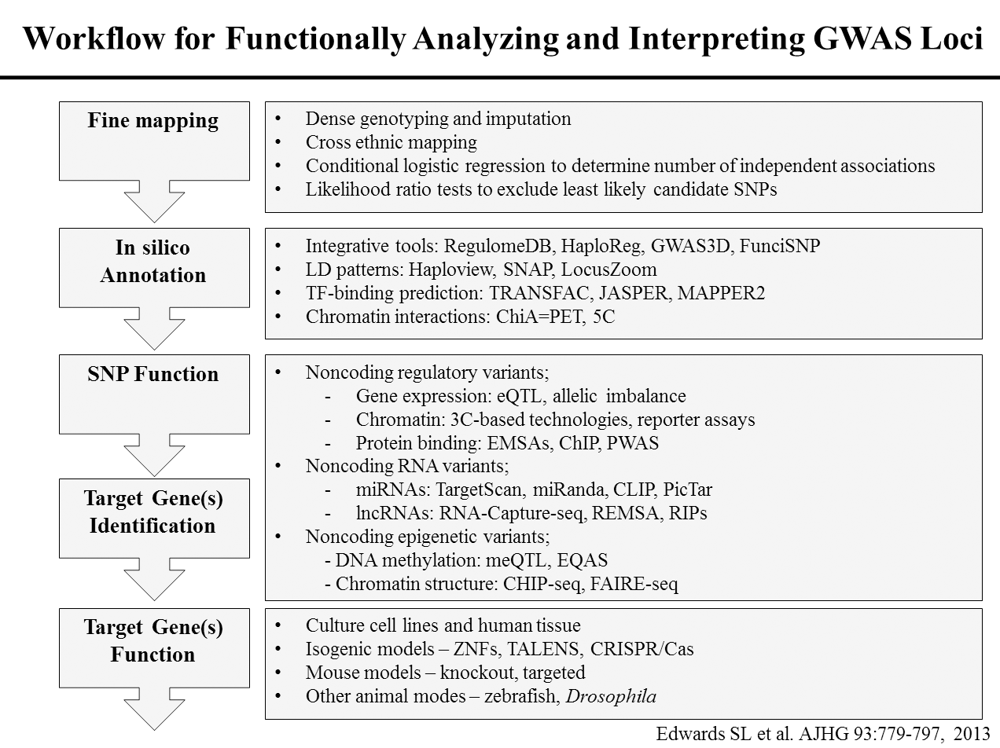 Workflow for Functionally Analyzing and Interpreting GWAS Loci
Fine mapping
• Dense genotyping and imputation
• Cross ethnic mapping
• Conditional logistic regression to determine number of independent associations
• Likelihood ratio tests to exclude least likely candidate SNPs
In silico
Annotation
• Integrative tools: RegulomeDB, HaploReg, GWAS3D, FunciSNP
• LD patterns: Haploview, SNAP, LocusZoom
• TF-binding prediction: TRANSFAC, JASPER, MAPPER2
• Chromatin interactions: ChiA=PET, 5C
SNP Function
Target Gene(s)
Identification
• Noncoding regulatory variants;
- Gene expression: eQTL, allelic imbalance
- Chromatin: 3C-based technologies, reporter assays
- Protein binding: EMSAs, ChIP, PWAS
• Noncoding RNA variants;
- miRNAs: TargetScan, miRanda, CLIP, PicTar
- lncRNAs: RNA-Capture-seq, REMSA, RIPs
• Noncoding epigenetic variants;
- DNA methylation: meQTL, EQAS
- Chromatin structure: CHIP-seq, FAIRE-seq
Target Gene(s)
Function
• Culture cell lines and human tissue
• Isogenic models – ZNFs, TALENS, CRISPR/Cas
• Mouse models – knockout, targeted
• Other animal modes – zebrafish, Drosophila
Edwards SL et al. AJHG 93:779-797, 2013